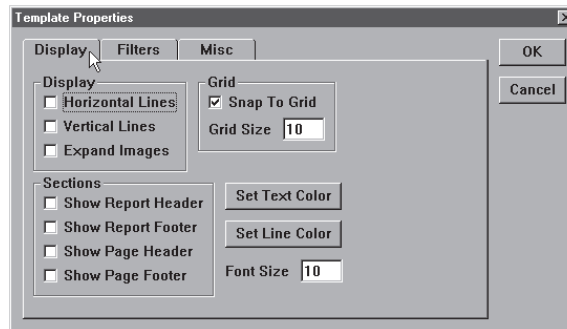 Template Properties
Display Filters Misc
OK
Cancel
Display
Horizontal Lines
Vertical Lines
Expand Images
Grid
Snap To Grid
Grid Size 10
Sections
Show Report Header
Show Report Footer
Show Page Header
Show Page Footer
Set Text Color
Set Line Color
Font Size 10